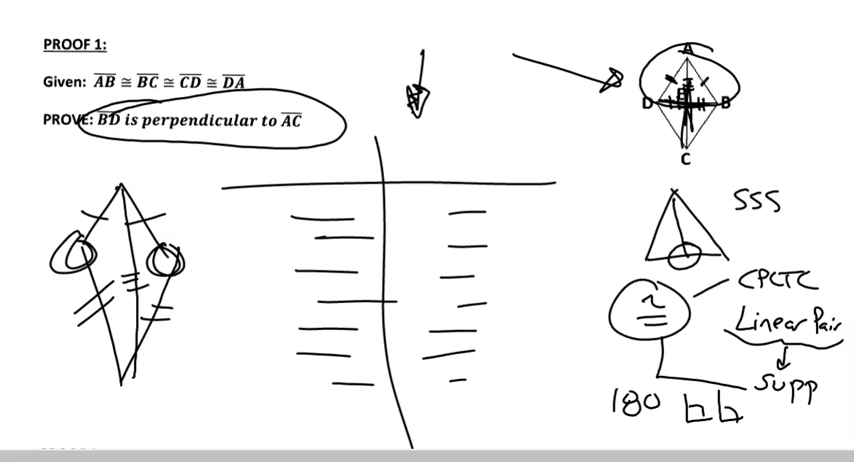 PROOF 1:
Given: AB ≅ BC ≅ CD ≅ DA
PROVE: BD is perpendicular to AC
A
D E B
C
SSS
CPCTC
≅
Linear Pair
Supp
180